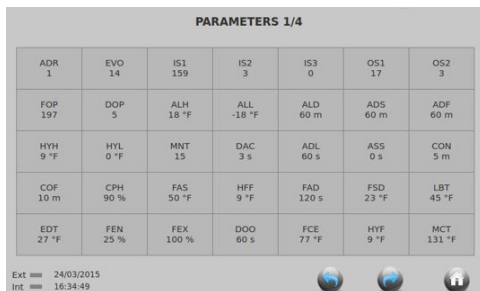 PARAMETERS 1/4
ADR EVO IS1 IS2 IS3 OS1 OS2
1 14 159 3 0 17 3
FOP DOP ALH ALL ALD ADS ADF
197 5 18 °F -18 °F 60 m 60 m 60 m
HYH HYL MNT DAC ADL ASS CON
9 °F 0 °F 15 3 s 60 s 0 s 5 m
COF CPH FAS HFF FAD FSD LBT
10 m 90 % 50 °F 9 °F 120 s 23 °F 45 °F
EDT FEN FEX DOO FCE HYF MCT
27 °F 25 % 100 % 60 s 77 °F 9 °F 131 °F
Ext 24/03/2015
Int 16:34:49